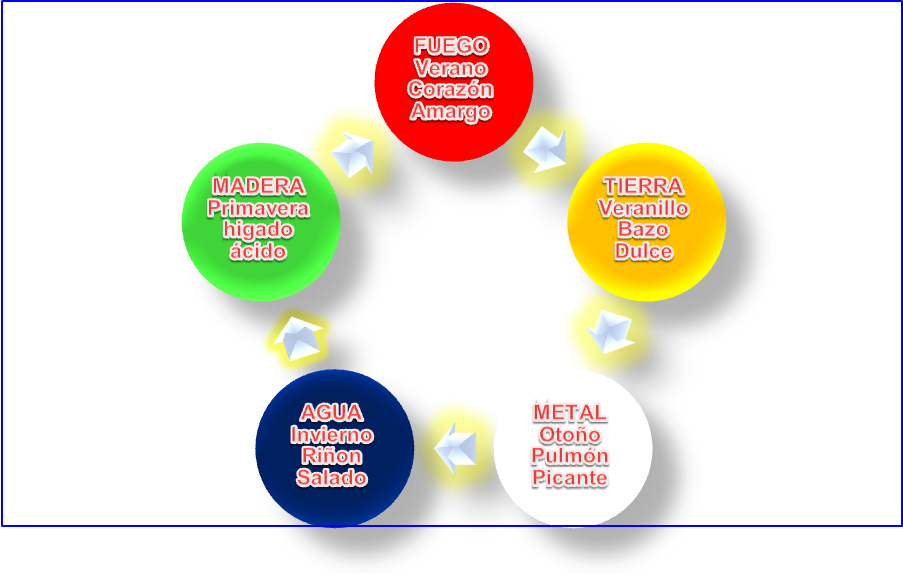 FUEGO
Verano
Corazón
Amargo
TIERRA
Veranillo
Bazo
Dulce
METAL
Otoño
Pulmón
Picante
AGUA
Invierno
Riñon
Salado
MADERA
Primavera
higado
ácido